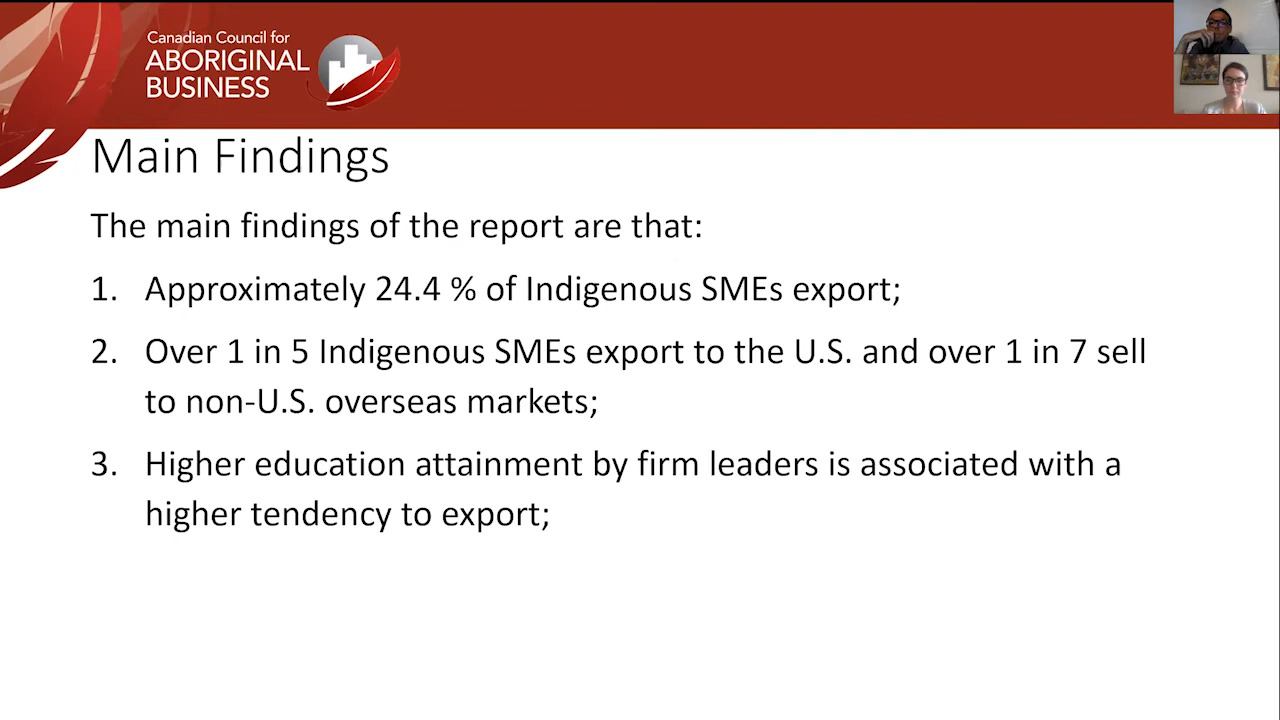 Canadian Council for
ABORIGINAL
BUSINESS
Main Findings
The main findings of the report are that:
1. Approximately 24.4 % of Indigenous SMEs export;
2. Over 1 in 5 Indigenous SMEs export to the U.S. and over 1 in 7 sell
to non-U.S. overseas markets;
3. Higher education attainment by firm leaders is associated with a
higher tendency to export;